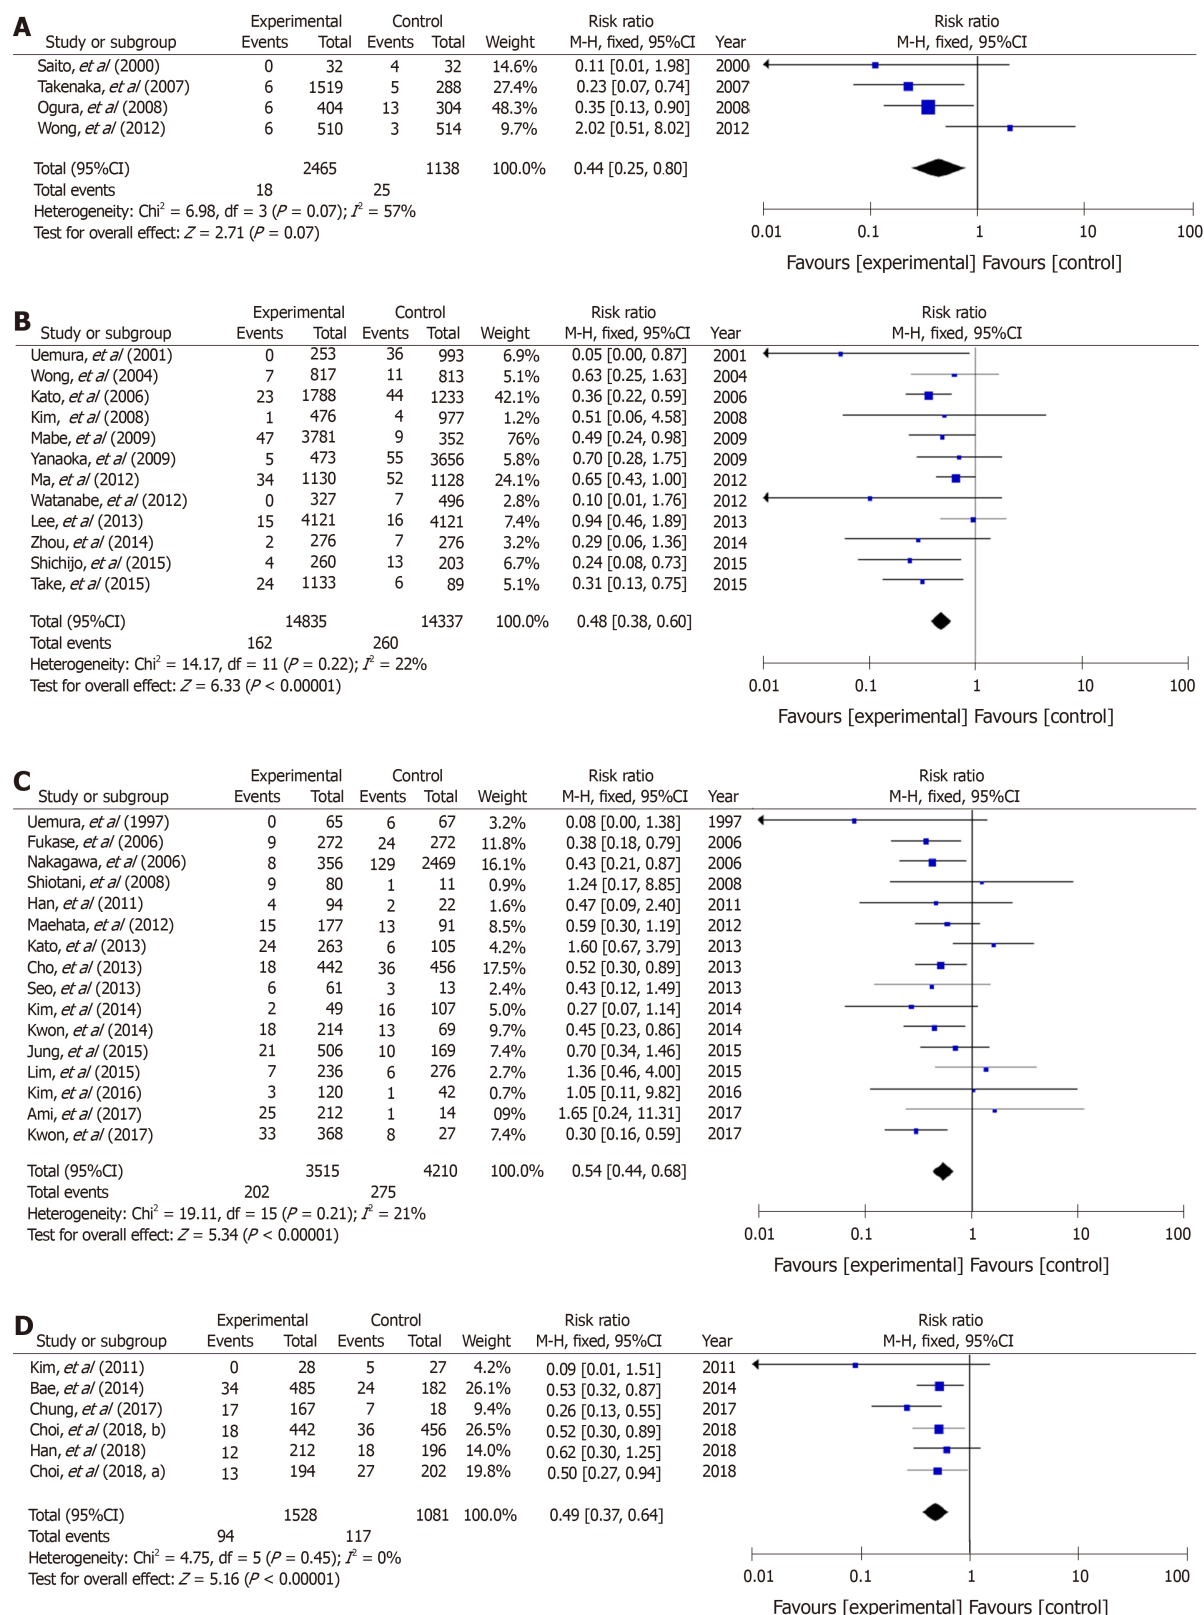 A Experimental Control Risk ratio Risk ratio
Study or subgroup Events Total Events Total Weight M-H, fixed, 95%CI Year M-H, fixed, 95%CI
Saito, et al (2000) 0 32 4 32 14.6% 0.11 [0.01, 1.98] 2000
Takenaka, et al (2007) 6 1519 5 288 27.4% 0.23 [0.07, 0.74] 2007
Ogura, et al (2008) 6 404 13 304 48.3% 0.35 [0.13, 0.90] 2008
Wong, et al (2012) 6 510 3 514 9.7% 2.02 [0.51, 8.02] 2012
Total (95%CI) 2465 1138 100.0% 0.44 [0.25, 0.80]
Total events 18 25
Heterogeneity: Chi² = 6.98, df = 3 (P = 0.07); I² = 57%
Test for overall effect: Z = 2.71 (P = 0.07)
0.01 0.1 1 10 100
Favours [experimental] Favours [control]
B Experimental Control Risk ratio Risk ratio
Study or subgroup Events Total Events Total Weight M-H, fixed, 95%CI Year M-H, fixed, 95%CI
Uemura, et al (2001) 0 253 36 993 6.9% 0.05 [0.00, 0.87] 2001
Wong, et al (2004) 7 817 11 813 5.1% 0.63 [0.25, 1.63] 2004
Kato, et al (2006) 23 1788 44 1233 42.1% 0.36 [0.22, 0.59] 2006
Kim, et al (2008) 1 476 4 977 1.2% 0.51 [0.06, 4.58] 2008
Mabe, et al (2009) 47 3781 9 352 76% 0.49 [0.24, 0.98] 2009
Yanaoka, et al (2009) 5 473 55 3656 5.8% 0.70 [0.28, 1.75] 2009
Ma, et al (2012) 34 1130 52 1128 24.1% 0.65 [0.43, 1.00] 2012
Watanabe, et al (2012) 0 327 7 496 2.8% 0.10 [0.01, 1.76] 2012
Lee, et al (2013) 15 4121 16 4121 7.4% 0.94 [0.46, 1.89] 2013
Zhou, et al (2014) 2 276 7 276 3.2% 0.29 [0.06, 1.36] 2014
Shichijo, et al (2015) 4 260 13 203 6.7% 0.24 [0.08, 0.73] 2015
Take, et al (2015) 24 1133 6 89 5.1% 0.31 [0.13, 0.75] 2015
Total (95%CI) 14835 14337 100.0% 0.48 [0.38, 0.60]
Total events 162 260
Heterogeneity: Chi² = 14.17, df = 11 (P = 0.22); I² = 22%
Test for overall effect: Z = 6.33 (P < 0.00001)
0.01 0.1 1 10 100
Favours [experimental] Favours [control]
C Experimental Control Risk ratio Risk ratio
Study or subgroup Events Total Events Total Weight M-H, fixed, 95%CI Year M-H, fixed, 95%CI
Uemura, et al (1997) 0 65 6 67 3.2% 0.08 [0.00, 1.38] 1997
Fukase, et al (2006) 9 272 24 272 11.8% 0.38 [0.18, 0.79] 2006
Nakagawa, et al (2006) 8 356 129 2469 16.1% 0.43 [0.21, 0.87] 2006
Shiotani, et al (2008) 9 80 1 11 0.9% 1.24 [0.17, 8.85] 2008
Han, et al (2011) 4 94 2 22 1.6% 0.47 [0.09, 2.40] 2011
Maehata, et al (2012) 15 177 13 91 8.5% 0.59 [0.30, 1.19] 2012
Kato, et al (2013) 24 263 6 105 4.2% 1.60 [0.67, 3.79] 2013
Cho, et al (2013) 18 442 36 456 17.5% 0.52 [0.30, 0.89] 2013
Seo, et al (2013) 6 61 3 13 2.4% 0.43 [0.12, 1.49] 2013
Kim, et al (2014) 2 49 16 107 5.0% 0.27 [0.07, 1.14] 2014
Kwon, et al (2014) 18 214 13 69 9.7% 0.45 [0.23, 0.86] 2014
Jung, et al (2015) 21 506 10 169 7.4% 0.70 [0.34, 1.46] 2015
Lim, et al (2015) 7 236 6 276 2.7% 1.36 [0.46, 4.00] 2015
Kim, et al (2016) 3 120 1 42 0.7% 1.05 [0.11, 9.82] 2016
Ami, et al (2017) 25 212 1 14 09% 1.65 [0.24, 11.31] 2017
Kwon, et al (2017) 33 368 8 27 7.4% 0.30 [0.16, 0.59] 2017
Total (95%CI) 3515 4210 100.0% 0.54 [0.44, 0.68]
Total events 202 275
Heterogeneity: Chi² = 19.11, df = 15 (P = 0.21); I² = 21%
Test for overall effect: Z = 5.34 (P < 0.00001)
0.01 0.1 1 10 100
Favours [experimental] Favours [control]
D Experimental Control Risk ratio Risk ratio
Study or subgroup Events Total Events Total Weight M-H, fixed, 95%CI Year M-H, fixed, 95%CI
Kim, et al (2011) 0 28 5 27 4.2% 0.09 [0.01, 1.51] 2011
Bae, et al (2014) 34 485 24 182 26.1% 0.53 [0.32, 0.87] 2014
Chung, et al (2017) 17 167 7 18 9.4% 0.26 [0.13, 0.55] 2017
Choi, et al (2018, b) 18 442 36 456 26.5% 0.52 [0.30, 0.89] 2018
Han, et al (2018) 12 212 18 196 14.0% 0.62 [0.30, 1.25] 2018
Choi, et al (2018, a) 13 194 27 202 19.8% 0.50 [0.27, 0.94] 2018
Total (95%CI) 1528 1081 100.0% 0.49 [0.37, 0.64]
Total events 94 117
Heterogeneity: Chi² = 4.75, df = 5 (P = 0.45); I² = 0%
Test for overall effect: Z = 5.16 (P < 0.00001)
0.01 0.1 1 10 100
Favours [experimental] Favours [control]